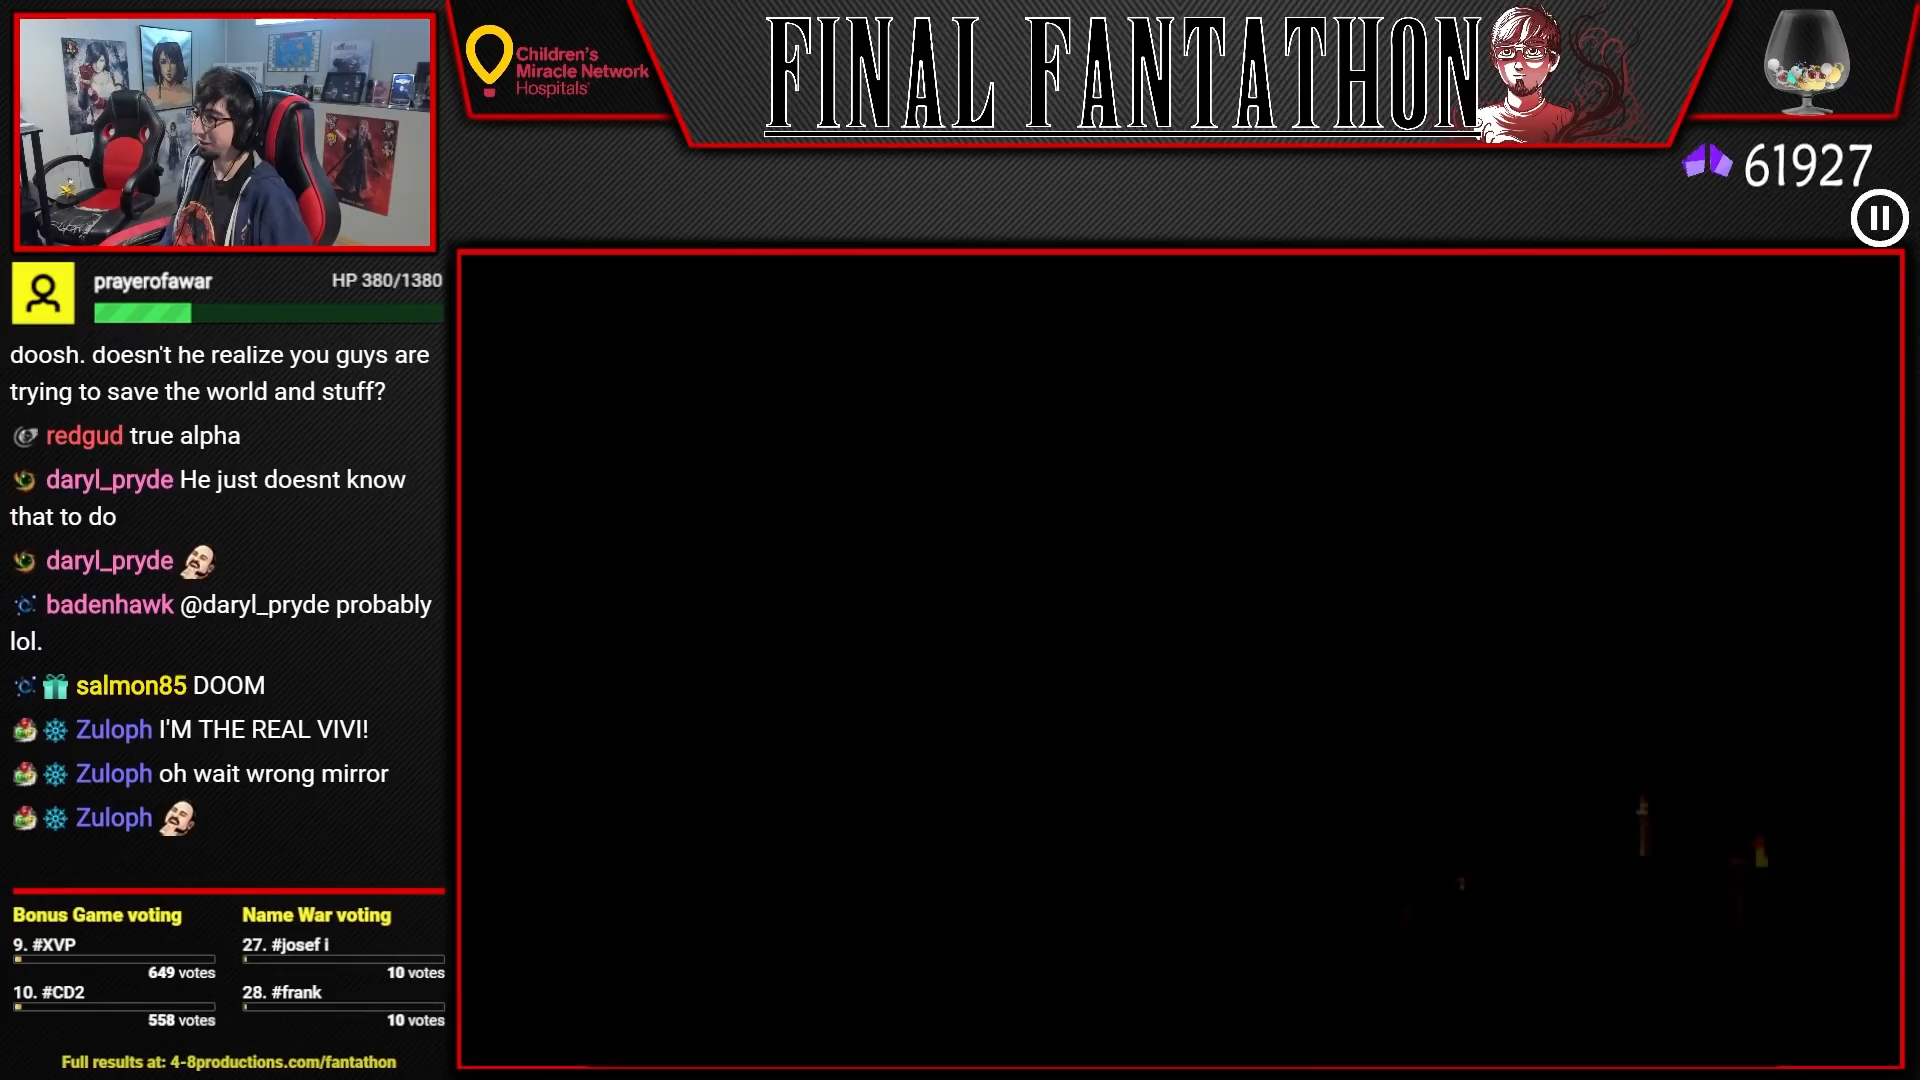 Children's
Miracle Network
Hospitals
FINAL FANTATHON
61927
prayerofawar
HP 380/1380
doosh. doesn't he realize you guys are
trying to save the world and stuff?
redgud true alpha
daryl_pryde He just doesnt know
that to do
daryl_pryde
badenhawk @daryl_pryde probably
lol.
salmon85 DOOM
Zuloph I'M THE REAL VIVI!
Zuloph oh wait wrong mirror
Zuloph
Bonus Game voting
9. #XVP
649 votes
10. #CD2
558 votes
Name War voting
27. #josef i
10 votes
28. #frank
10 votes
Full results at: 4-8productions.com/fantathon